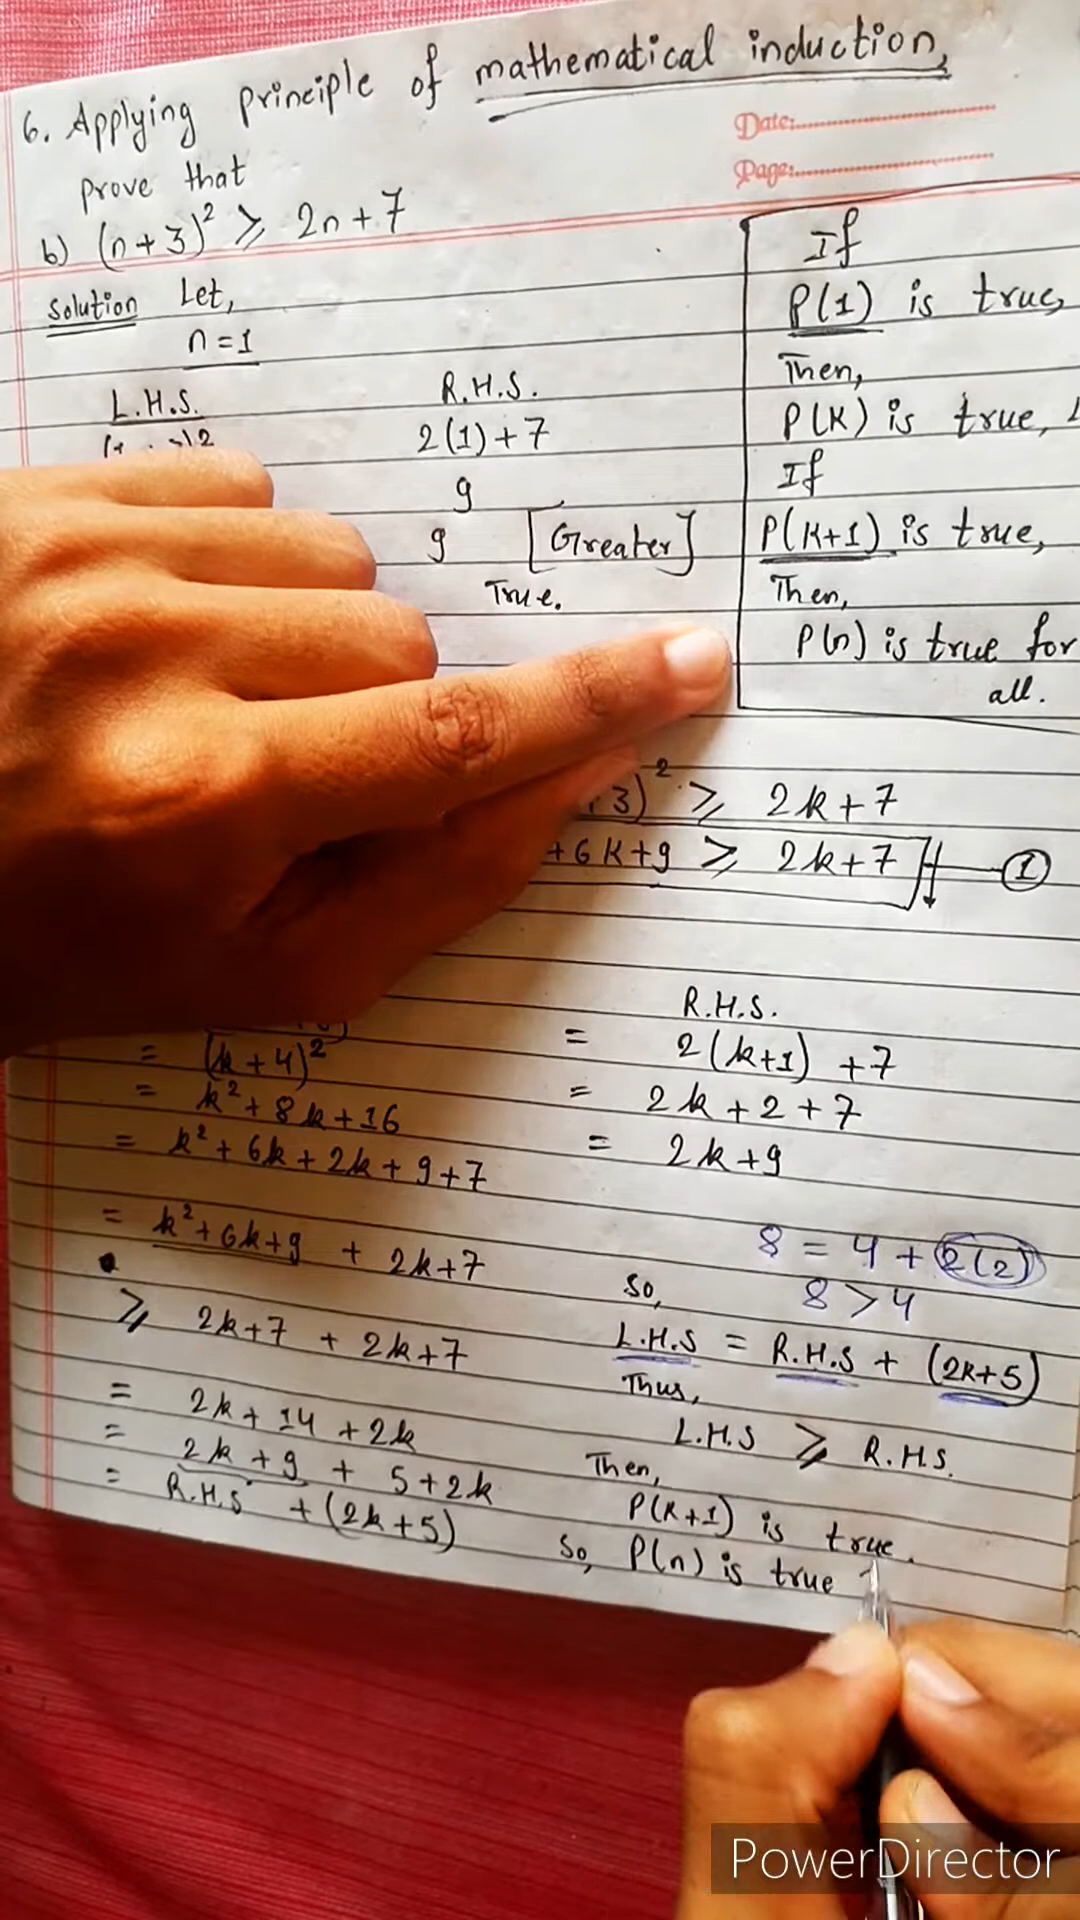 6. Applying principle of mathematical induction,
prove that
b) (n+3)² ≥ 2n+7
Date:
Page:
Solution Let,
n=1
L.H.S. R.H.S.
2(1)+7
9
9 [Greater]
True.
If
P(1) is true,
Then,
P(K) is true,
If
P(K+1) is true,
Then,
P(n) is true for
all.
3)² ≥ 2k+7
+6k+9 ≥ 2k+7 ①
R.H.S.
= (k+4)² = 2(k+1)+7
= k²+8k+16 = 2k+2+7
= k²+6k+2k+9+7 = 2k+9
= k²+6k+9 + 2k+7
≥ 2k+7 + 2k+7
= 2k+14+2k
= 2k+9 + 5+2k
= R.H.S + (2k+5)
8 = 4+2(2)
So, 8>4
L.H.S = R.H.S + (2k+5)
Thus,
L.H.S ≥ R.H.S.
Then,
P(k+1) is true.
So, P(n) is true
PowerDirector